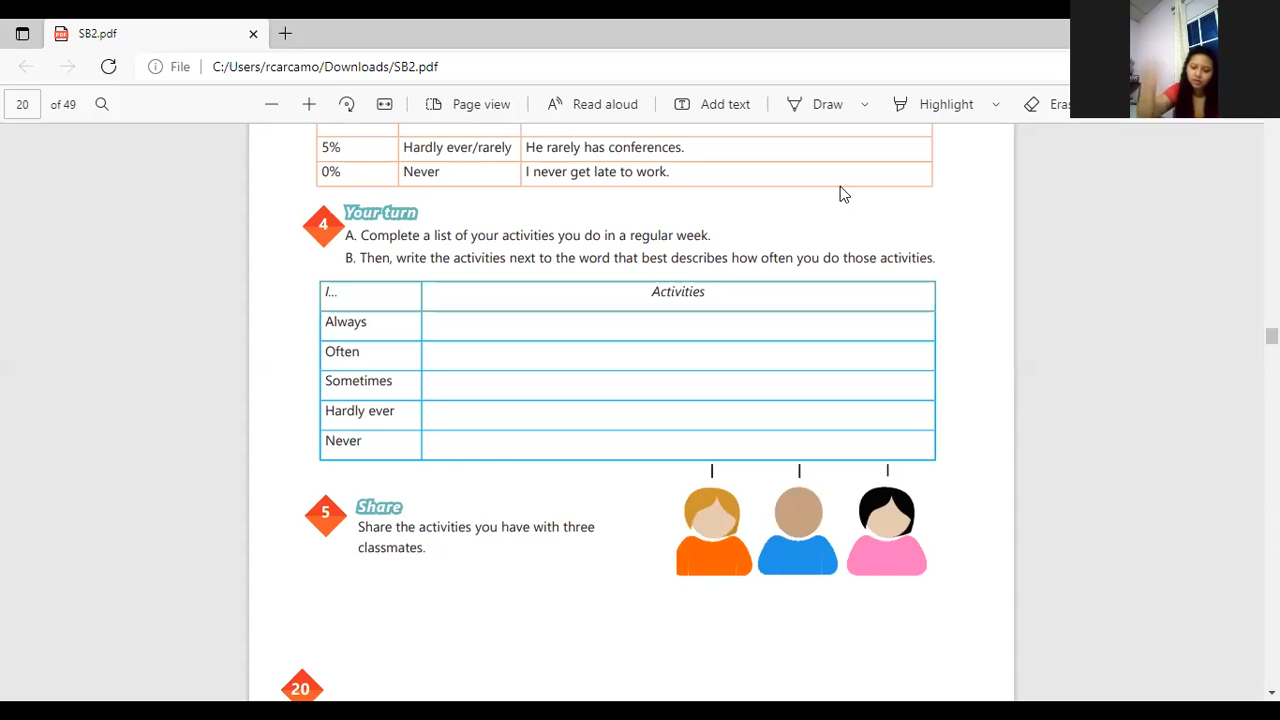 SB2.pdf
File C:/Users/rcarcamo/Downloads/SB2.pdf
20 of 49 Page view Read aloud Add text Draw Highlight
5% Hardly ever/rarely He rarely has conferences.
0% Never I never get late to work.
4 Your turn
A. Complete a list of your activities you do in a regular week.
B. Then, write the activities next to the word that best describes how often you do those activities.
I... Activities
Always
Often
Sometimes
Hardly ever
Never
5 Share
Share the activities you have with three
classmates.
20